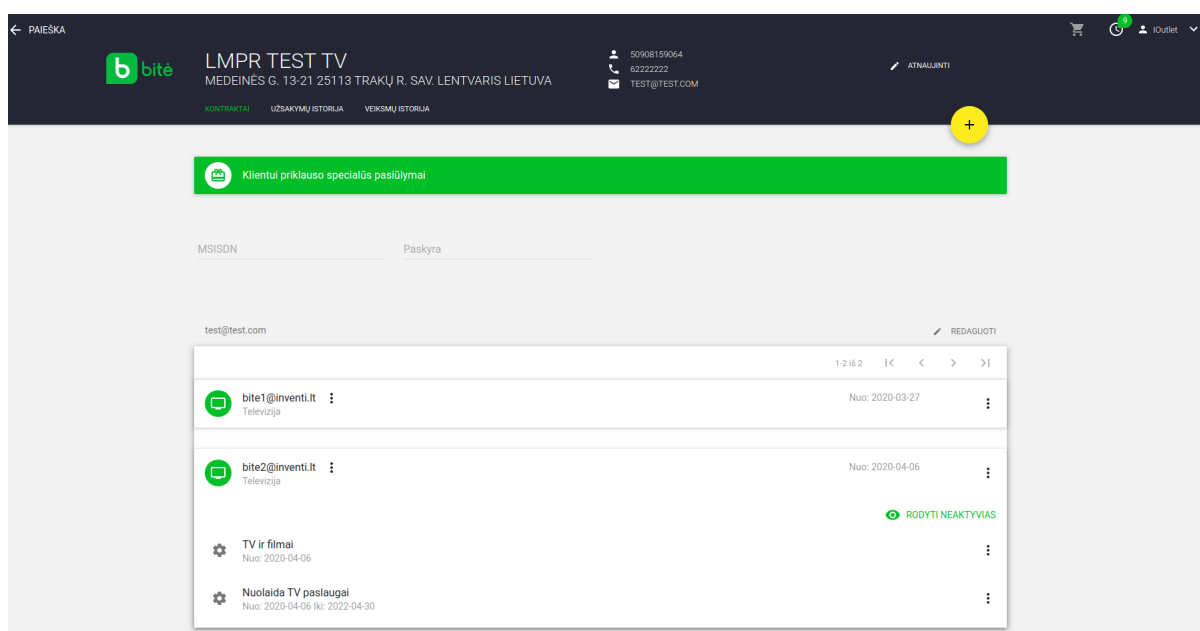 PAIEŠKA
9
IOutlet
bitė
LMPR TEST TV
MEDEINĖS G. 13-21 25113 TRAKŲ R. SAV. LENTVARIS LIETUVA
50908159064
62222222
TEST@TEST.COM
ATNAUJINTI
KONTRAKTAI UŽSAKYMŲ ISTORIJA VEIKSMŲ ISTORIJA
+
Klientui priklauso specialūs pasiūlymai
MSISDN Paskyra
test@test.com REDAGUOTI
1-2 iš 2
bite1@inventi.lt Nuo: 2020-03-27
Televizija
bite2@inventi.lt Nuo: 2020-04-06
Televizija
RODYTI NEAKTYVIAS
TV ir filmai
Nuo: 2020-04-06
Nuolaida TV paslaugai
Nuo: 2020-04-06 Iki: 2022-04-30